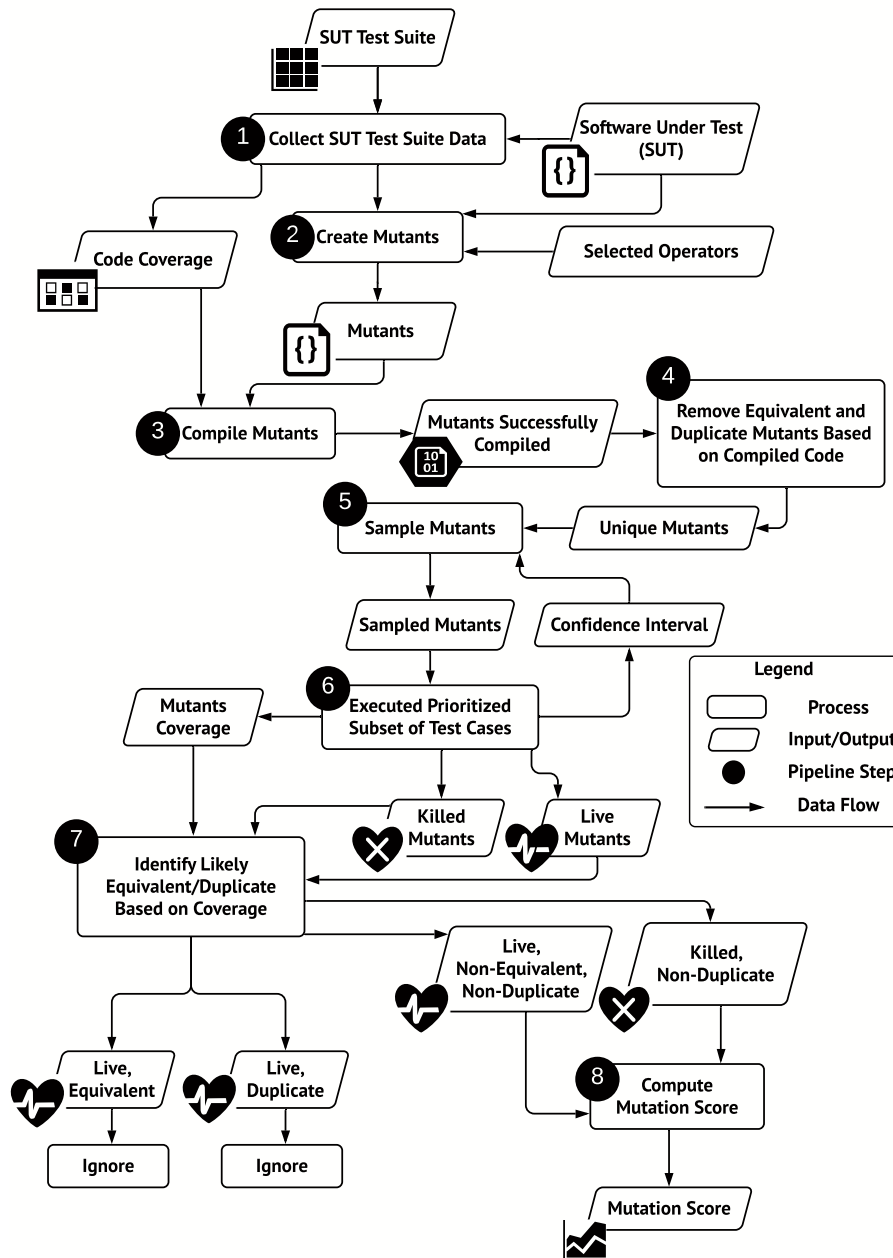 SUT Test Suite
1
Collect SUT Test Suite Data
Software Under Test
(SUT)
{}
2
Create Mutants
Selected Operators
Code Coverage
Mutants
{}
3
Compile Mutants
Mutants Successfully
Compiled
10
01
4
Remove Equivalent and
Duplicate Mutants Based
on Compiled Code
5
Sample Mutants
Unique Mutants
Sampled Mutants
Confidence Interval
6
Executed Prioritized
Subset of Test Cases
Mutants
Coverage
Legend
Process
Input/Output
Pipeline Step
Data Flow
Killed
Mutants
Live
Mutants
7
Identify Likely
Equivalent/Duplicate
Based on Coverage
Live,
Non-Equivalent,
Non-Duplicate
Killed,
Non-Duplicate
Live,
Equivalent
Live,
Duplicate
8
Compute
Mutation Score
Ignore
Ignore
Mutation Score